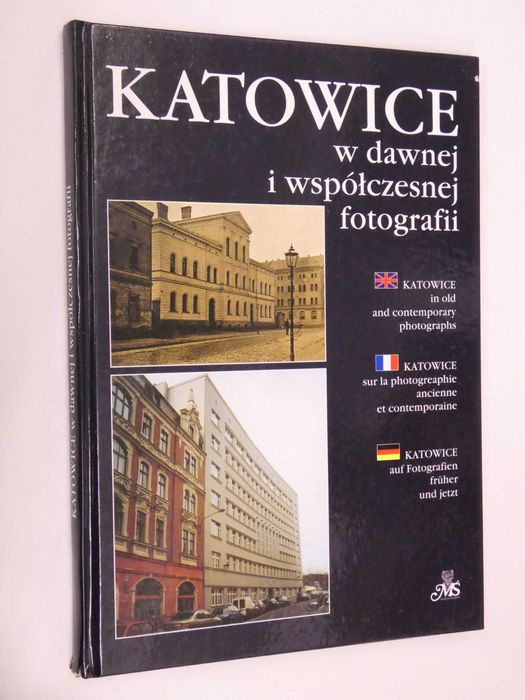 KATOWICE
w dawnej
i współczesnej
fotografii
KATOWICE
in old
and contemporary
photographs
KATOWICE
sur la photogreaphie
ancienne
et contemporaine
KATOWICE
auf Fotografien
früher
und jetzt
MS
KATOWICE w dawnej i współczesnej fotografii